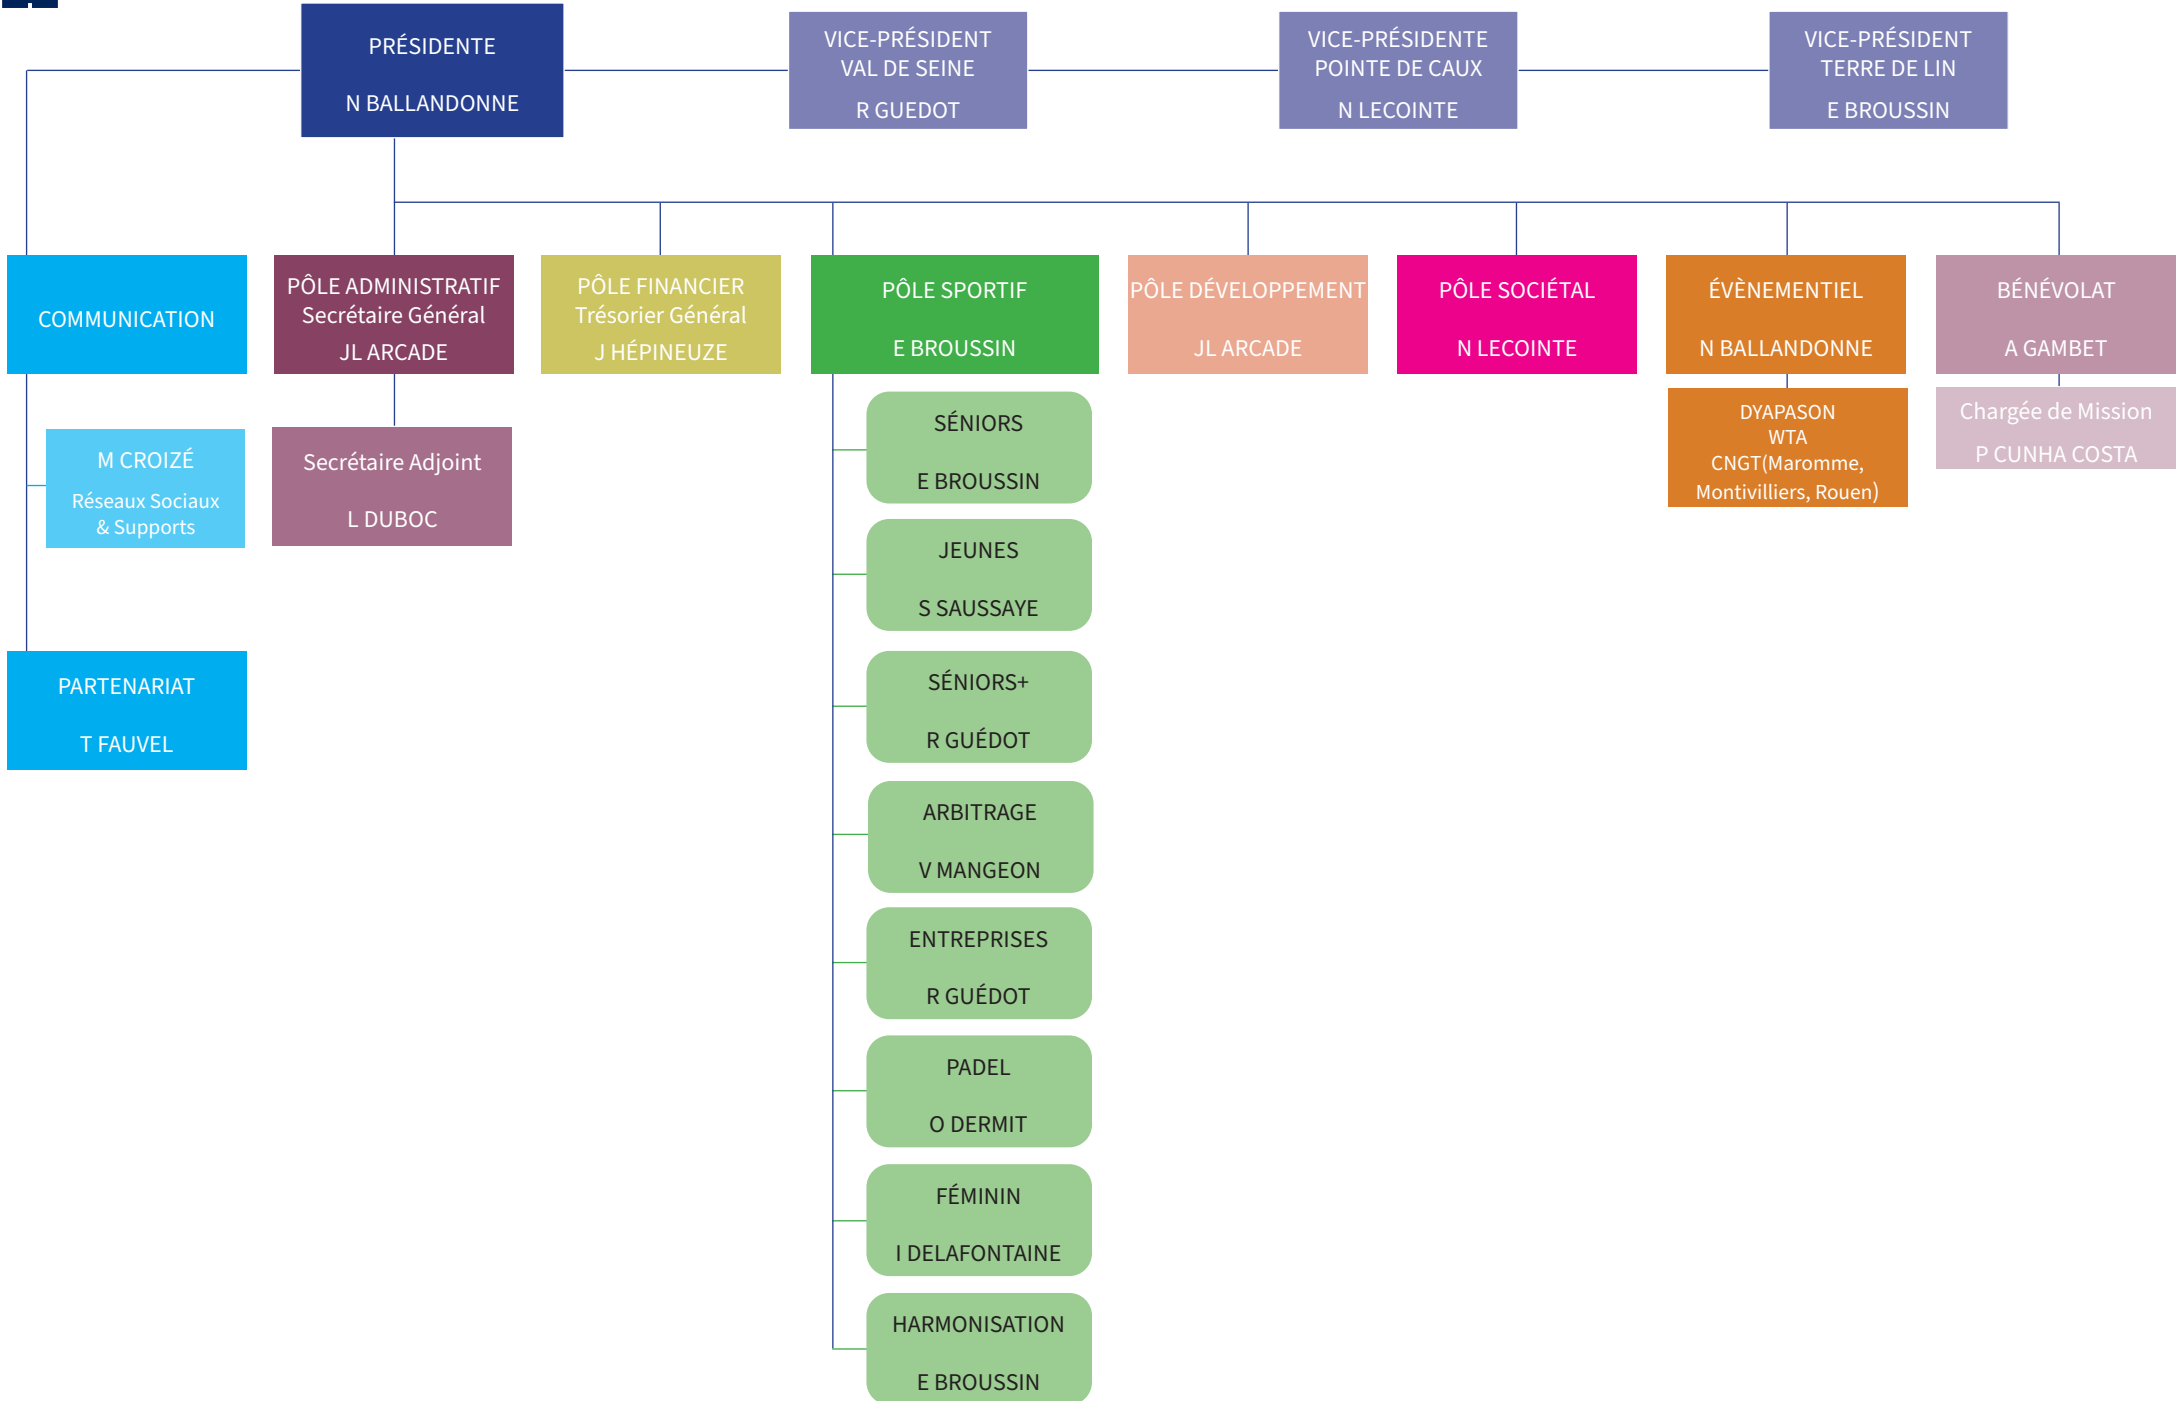 PRÉSIDENTE
N BALLANDONNE
VICE-PRÉSIDENT
VAL DE SEINE
R GUEDOT
VICE-PRÉSIDENTE
POINTE DE CAUX
N LECOINTE
VICE-PRÉSIDENT
TERRE DE LIN
E BROUSSIN
COMMUNICATION
PÔLE ADMINISTRATIF
Secrétaire Général
JL ARCADE
PÔLE FINANCIER
Trésorier Général
J HÉPINEUZE
PÔLE SPORTIF
E BROUSSIN
PÔLE DÉVELOPPEMENT
JL ARCADE
PÔLE SOCIÉTAL
N LECOINTE
ÉVÈNEMENTIEL
N BALLANDONNE
BÉNÉVOLAT
A GAMBET
M CROIZÉ
Réseaux Sociaux
& Supports
Secrétaire Adjoint
L DUBOC
DYAPASON
WTA
CNGT(Maromme,
Montivilliers, Rouen)
Chargée de Mission
P CUNHA COSTA
PARTENARIAT
T FAUVEL
SÉNIORS
E BROUSSIN
JEUNES
S SAUSSAYE
SÉNIORS+
R GUÉDOT
ARBITRAGE
V MANGEON
ENTREPRISES
R GUÉDOT
PADEL
O DERMIT
FÉMININ
I DELAFONTAINE
HARMONISATION
E BROUSSIN